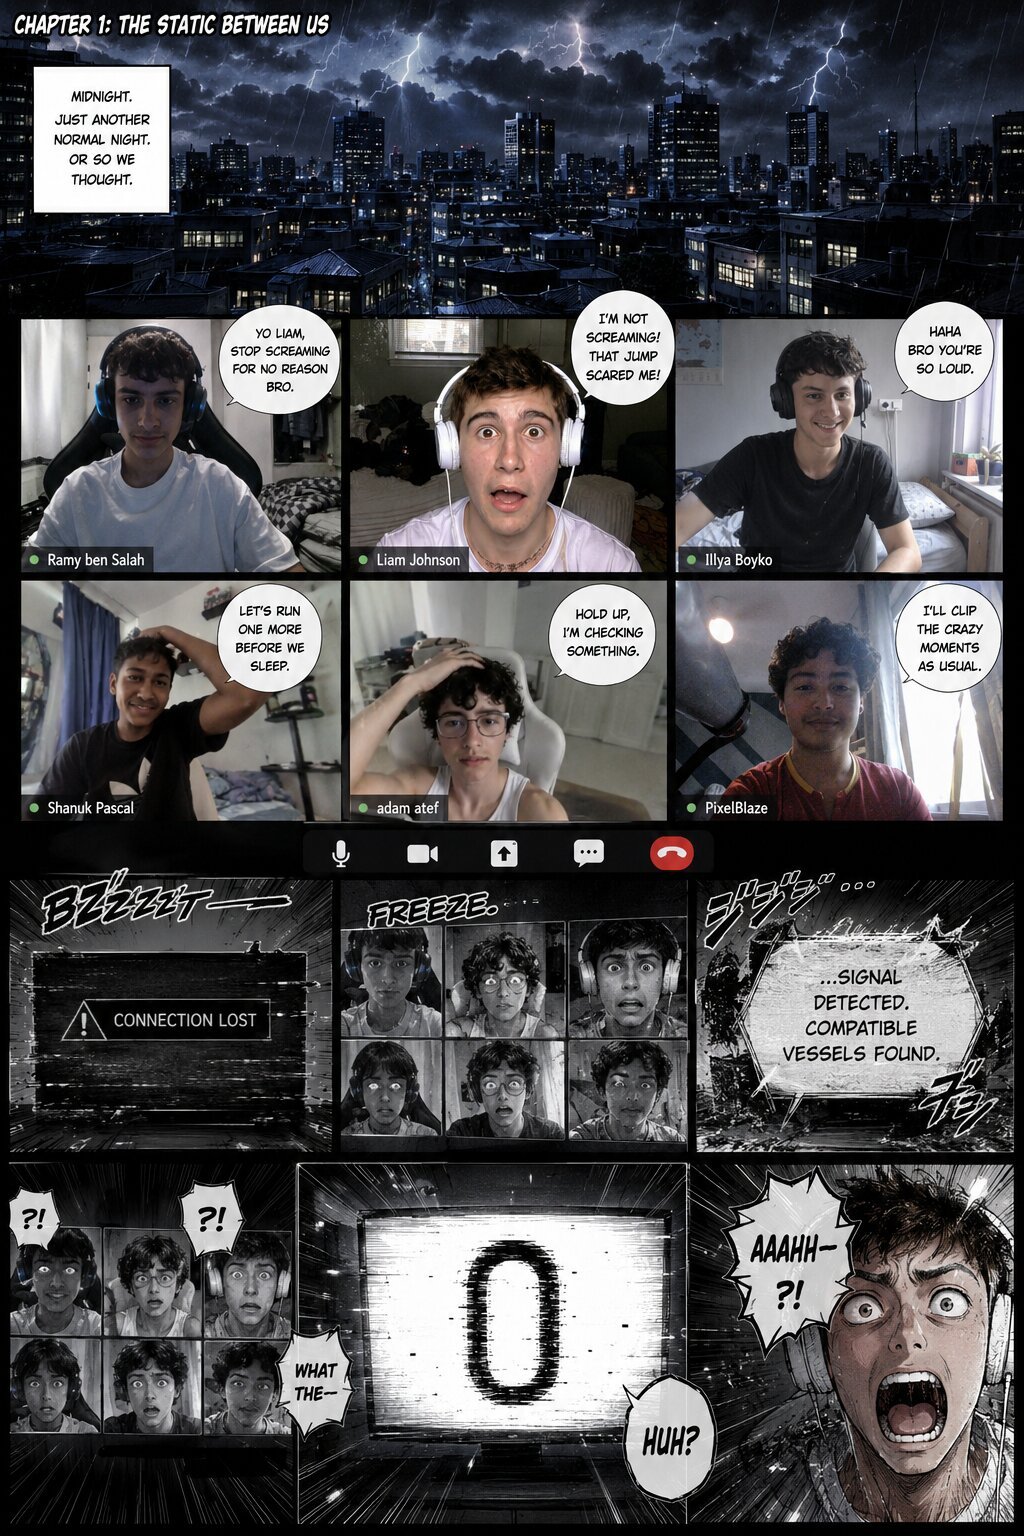 CHAPTER 1: THE STATIC BETWEEN US
MIDNIGHT.
JUST ANOTHER
NORMAL NIGHT.
OR SO WE
THOUGHT.
YO LIAM,
STOP SCREAMING
FOR NO REASON
BRO.
Ramy ben Salah
I'M NOT
SCREAMING!
THAT JUMP
SCARED ME!
Liam Johnson
HAHA
BRO YOU'RE
SO LOUD.
Illya Boyko
LET'S RUN
ONE MORE
BEFORE WE
SLEEP.
Shanuk Pascal
HOLD UP,
I'M CHECKING
SOMETHING.
adam atef
I'LL CLIP
THE CRAZY
MOMENTS
AS USUAL.
PixelBlaze
BZZZZZT
CONNECTION LOST
FREEZE.
ジジジ...
...SIGNAL
DETECTED.
COMPATIBLE
VESSELS FOUND.
?!
?!
WHAT
THE—
0
HUH?
AAAHH—
?!